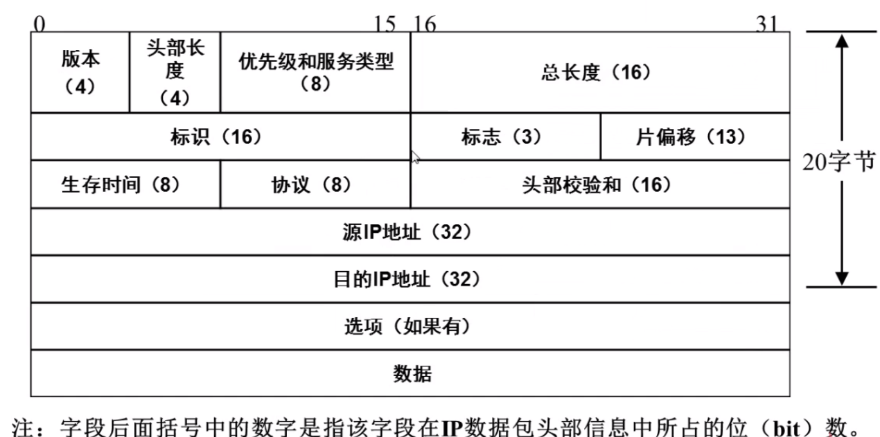 0 15 16 31
版本
（4）
头部长
度
（4）
优先级和服务类型
（8）
总长度（16）
标识（16）
标志（3）
片偏移（13）
20字节
生存时间（8）
协议（8）
头部校验和（16）
源IP地址（32）
目的IP地址（32）
选项（如果有）
数据
注：字段后面括号中的数字是指该字段在IP数据包头部信息中所占的位（bit）数。